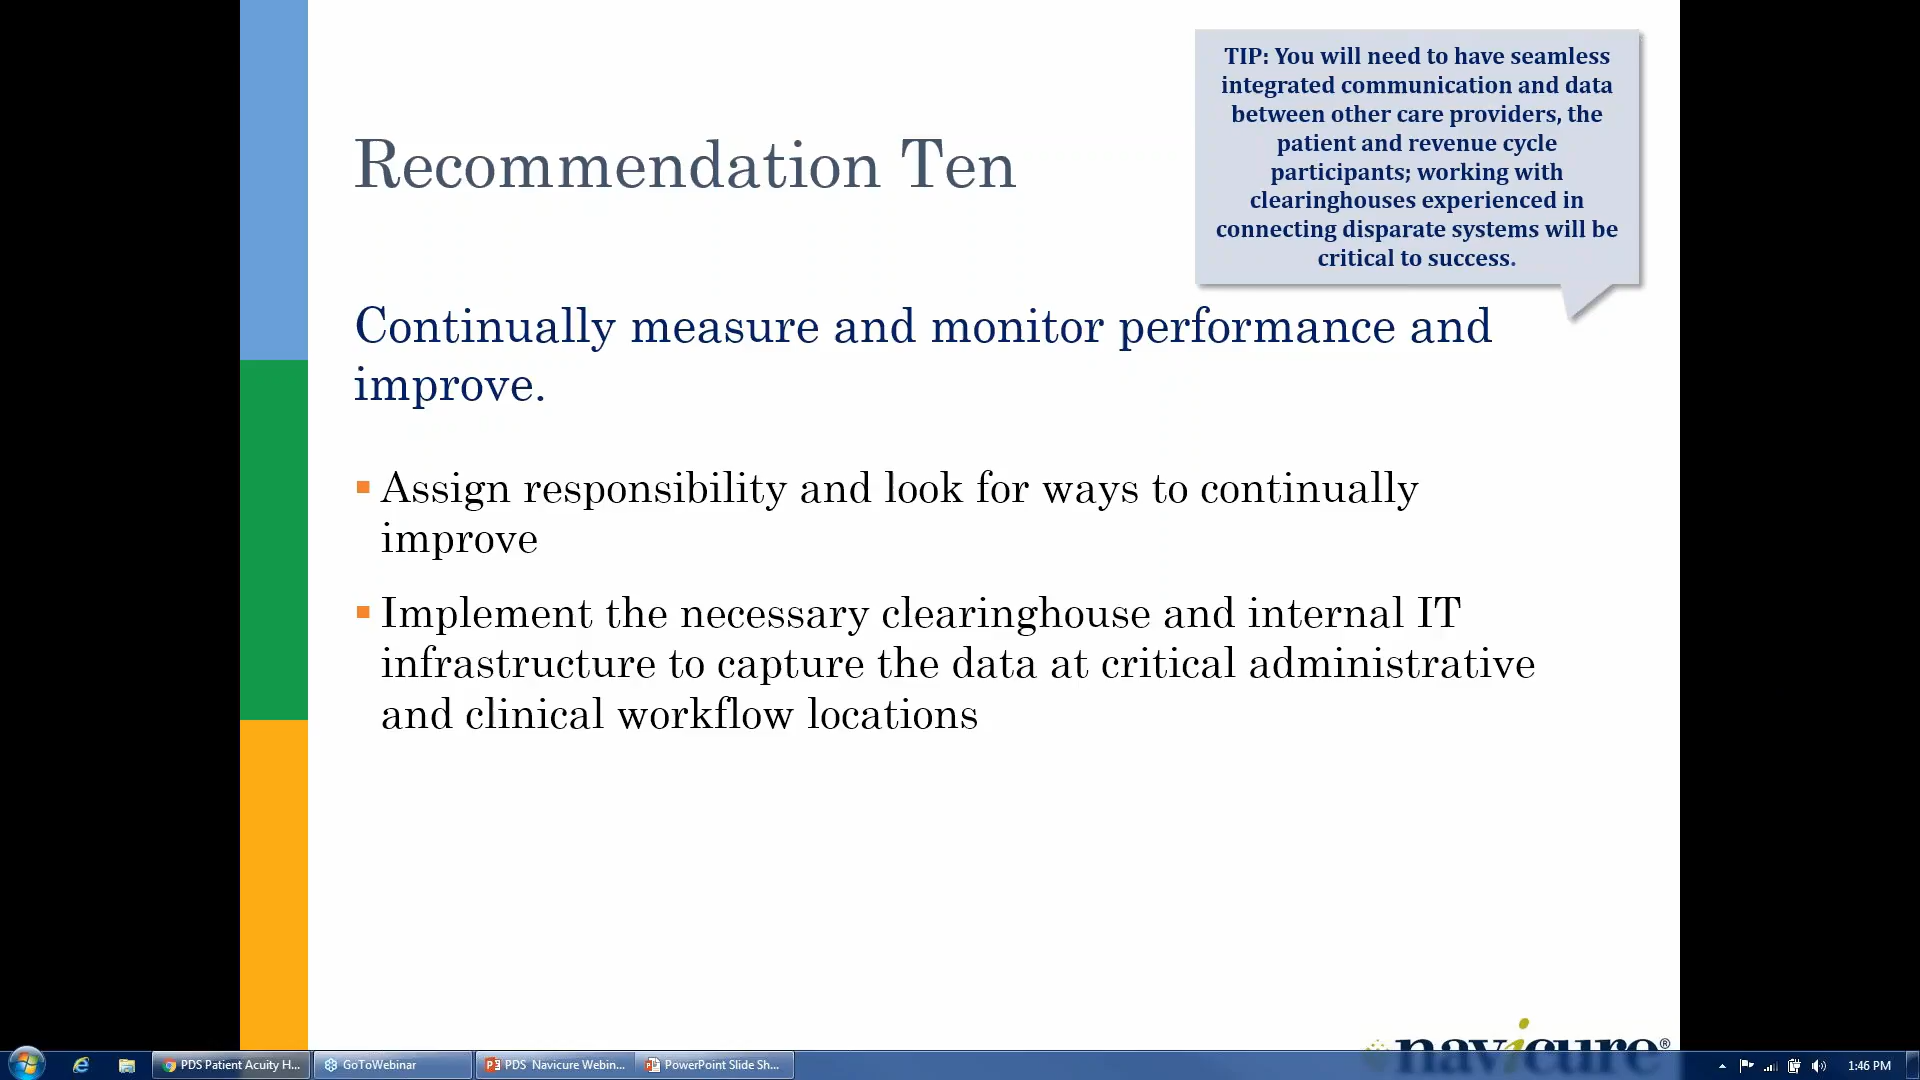 TIP: You will need to have seamless
integrated communication and data
between other care providers, the
patient and revenue cycle
participants; working with
clearinghouses experienced in
connecting disparate systems will be
critical to success.
Recommendation Ten
Continually measure and monitor performance and
improve.
Assign responsibility and look for ways to continually
improve
Implement the necessary clearinghouse and internal IT
infrastructure to capture the data at critical administrative
and clinical workflow locations
navicure®
PDS Patient Acuity H...
GoToWebinar
PDS Navicure Webin...
PowerPoint Slide Sh...
1:46 PM